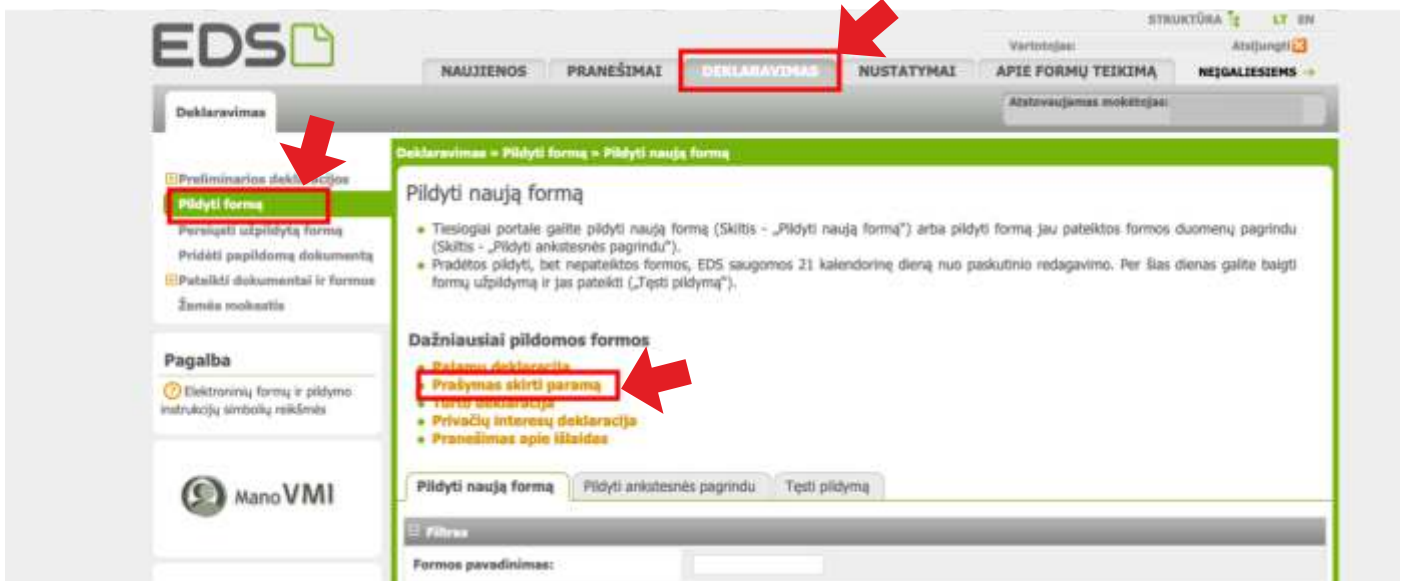 EDS
STRUKTŪRA LT EN
Vartotojas: Atsijungti
NAUJIENOS PRANEŠIMAI DEKLARAVIMAS NUSTATYMAI APIE FORMŲ TEIKIMĄ NEĮGALIESIEMS
Deklaravimas
Atstovaujamas mokėtojas:
Deklaravimas » Pildyti formą » Pildyti naują formą
Preliminarios deklaracijos
Pildyti formą
Persiųsti užpildytą formą
Pridėti papildomą dokumentą
Pateikti dokumentai ir formos
Žemės mokestis
Pagalba
Elektroninių formų ir pildymo
instrukcijų simbolių reikšmės
Mano VMI
Pildyti naują formą
Tiesiogiai portale galite pildyti naują formą (Skiltis - „Pildyti naują formą") arba pildyti formą jau pateiktos formos duomenų pagrindu
(Skiltis - „Pildyti ankstesnės pagrindu").
Pradėtos pildyti, bet nepateiktos formos, EDS saugomos 21 kalendorinę dieną nuo paskutinio redagavimo. Per šias dienas galite baigti
formų užpildymą ir jas pateikti („Tęsti pildymą").
Dažniausiai pildomos formos
Pajamų deklaracija
Prašymas skirti paramą
Turto deklaracija
Privačių interesų deklaracija
Pranešimas apie išlaidas
Pildyti naują formą Pildyti ankstesnės pagrindu Tęsti pildymą
Filtras
Formos pavadinimas: